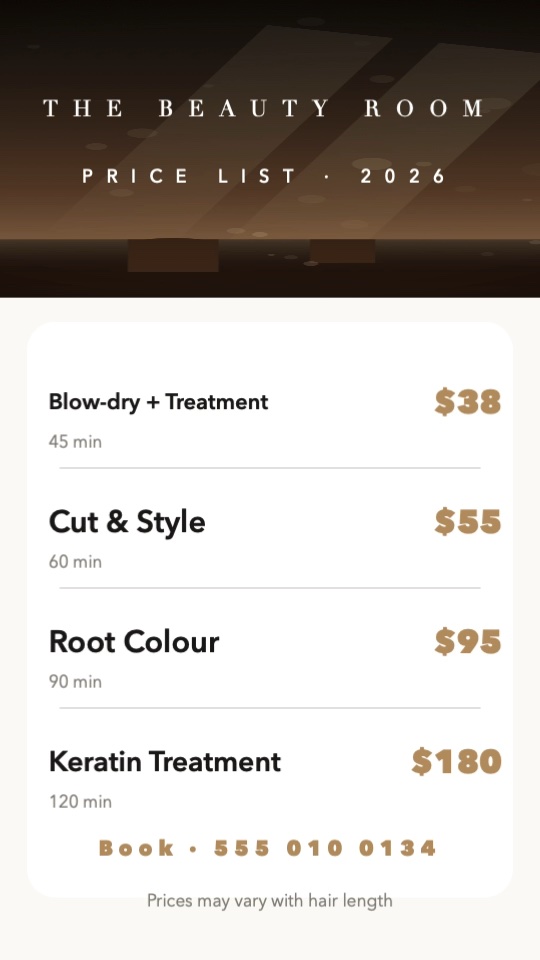 THE BEAUTY ROOM
PRICE LIST · 2026
Blow-dry + Treatment $38
45 min
Cut & Style $55
60 min
Root Colour $95
90 min
Keratin Treatment $180
120 min
Book · 555 010 0134
Prices may vary with hair length